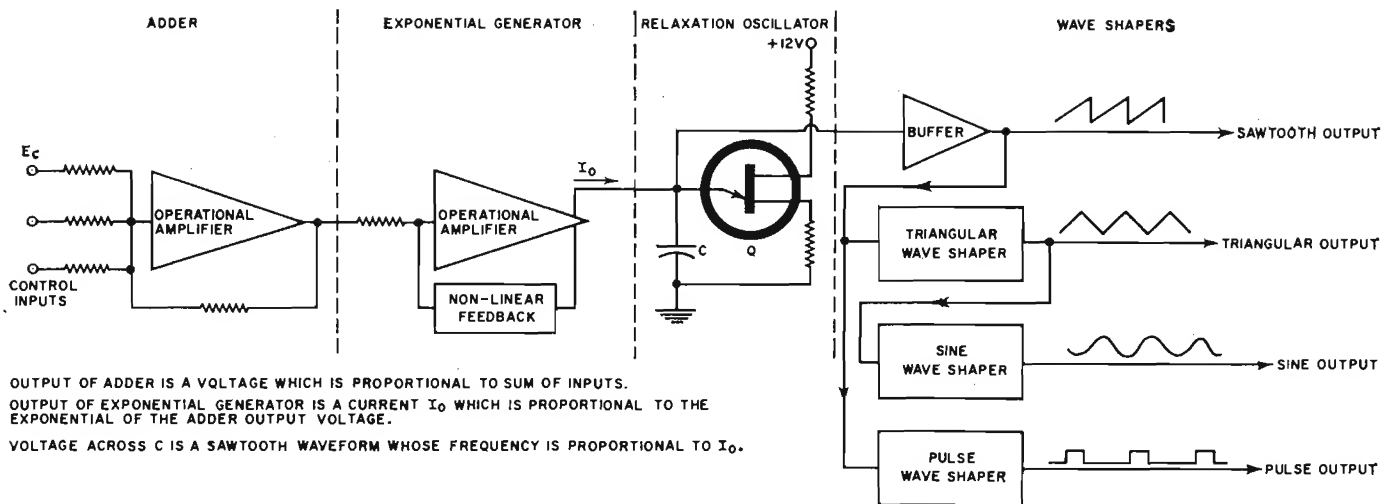 ADDER
EXPONENTIAL GENERATOR
RELAXATION OSCILLATOR
WAVE SHAPERS
+12V
Ec
OPERATIONAL
AMPLIFIER
CONTROL
INPUTS
Io
OPERATIONAL
AMPLIFIER
NON-LINEAR
FEEDBACK
C
Q
BUFFER
SAWTOOTH OUTPUT
TRIANGULAR
WAVE SHAPER
TRIANGULAR OUTPUT
SINE
WAVE SHAPER
SINE OUTPUT
PULSE
WAVE SHAPER
PULSE OUTPUT
OUTPUT OF ADDER IS A VOLTAGE WHICH IS PROPORTIONAL TO SUM OF INPUTS.
OUTPUT OF EXPONENTIAL GENERATOR IS A CURRENT Io WHICH IS PROPORTIONAL TO THE
EXPONENTIAL OF THE ADDER OUTPUT VOLTAGE.
VOLTAGE ACROSS C IS A SAWTOOTH WAVEFORM WHOSE FREQUENCY IS PROPORTIONAL TO Io.